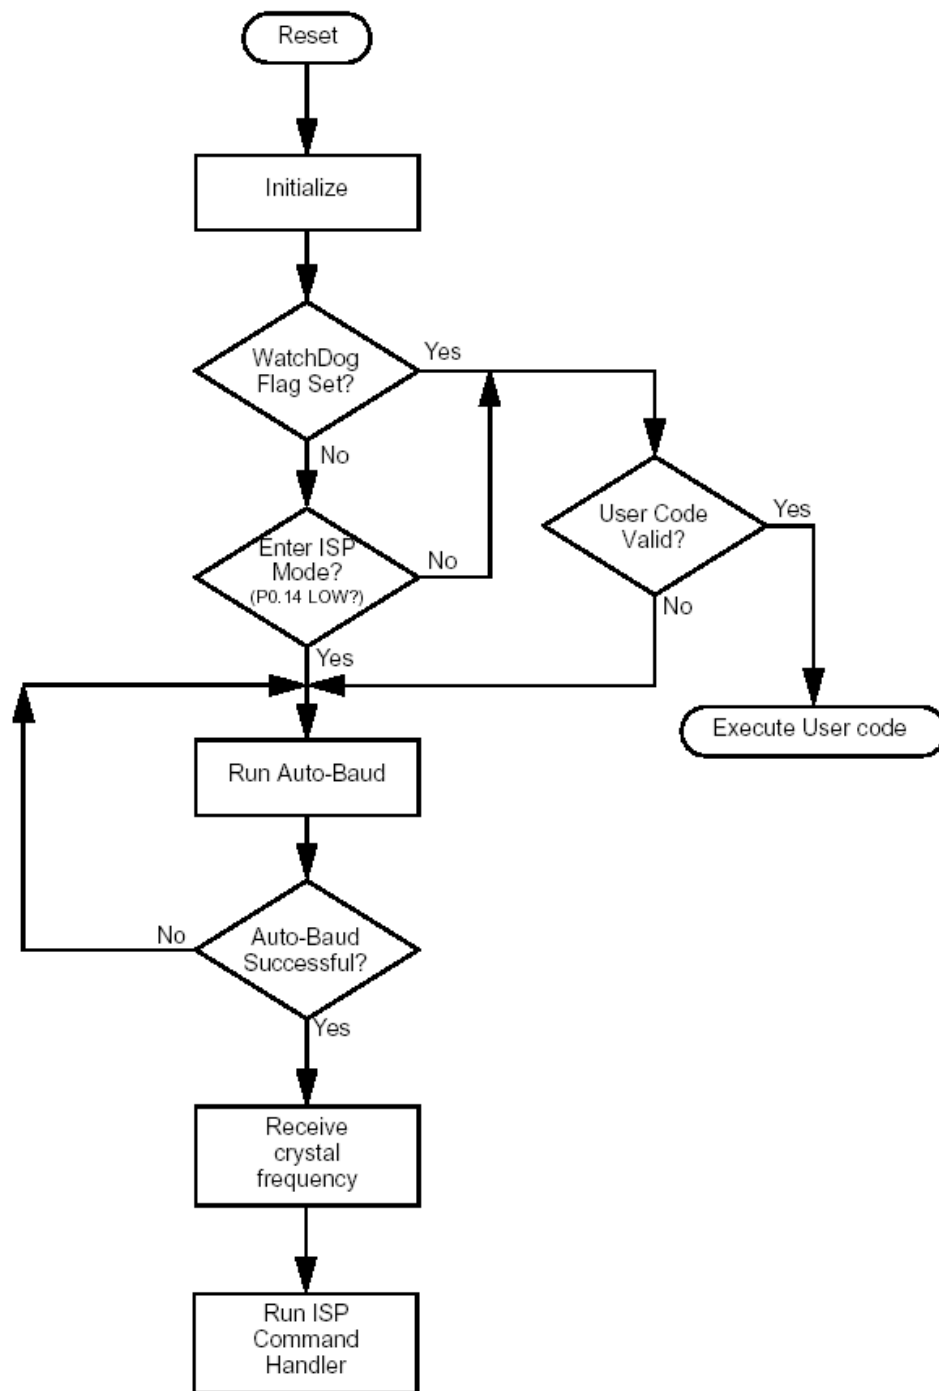 Reset
Initialize
WatchDog
Flag Set?
Yes
No
Enter ISP
Mode?
(P0.14 LOW?)
No
Yes
User Code
Valid?
Yes
No
Execute User code
Run Auto-Baud
Auto-Baud
Successful?
No
Yes
Receive
crystal
frequency
Run ISP
Command
Handler